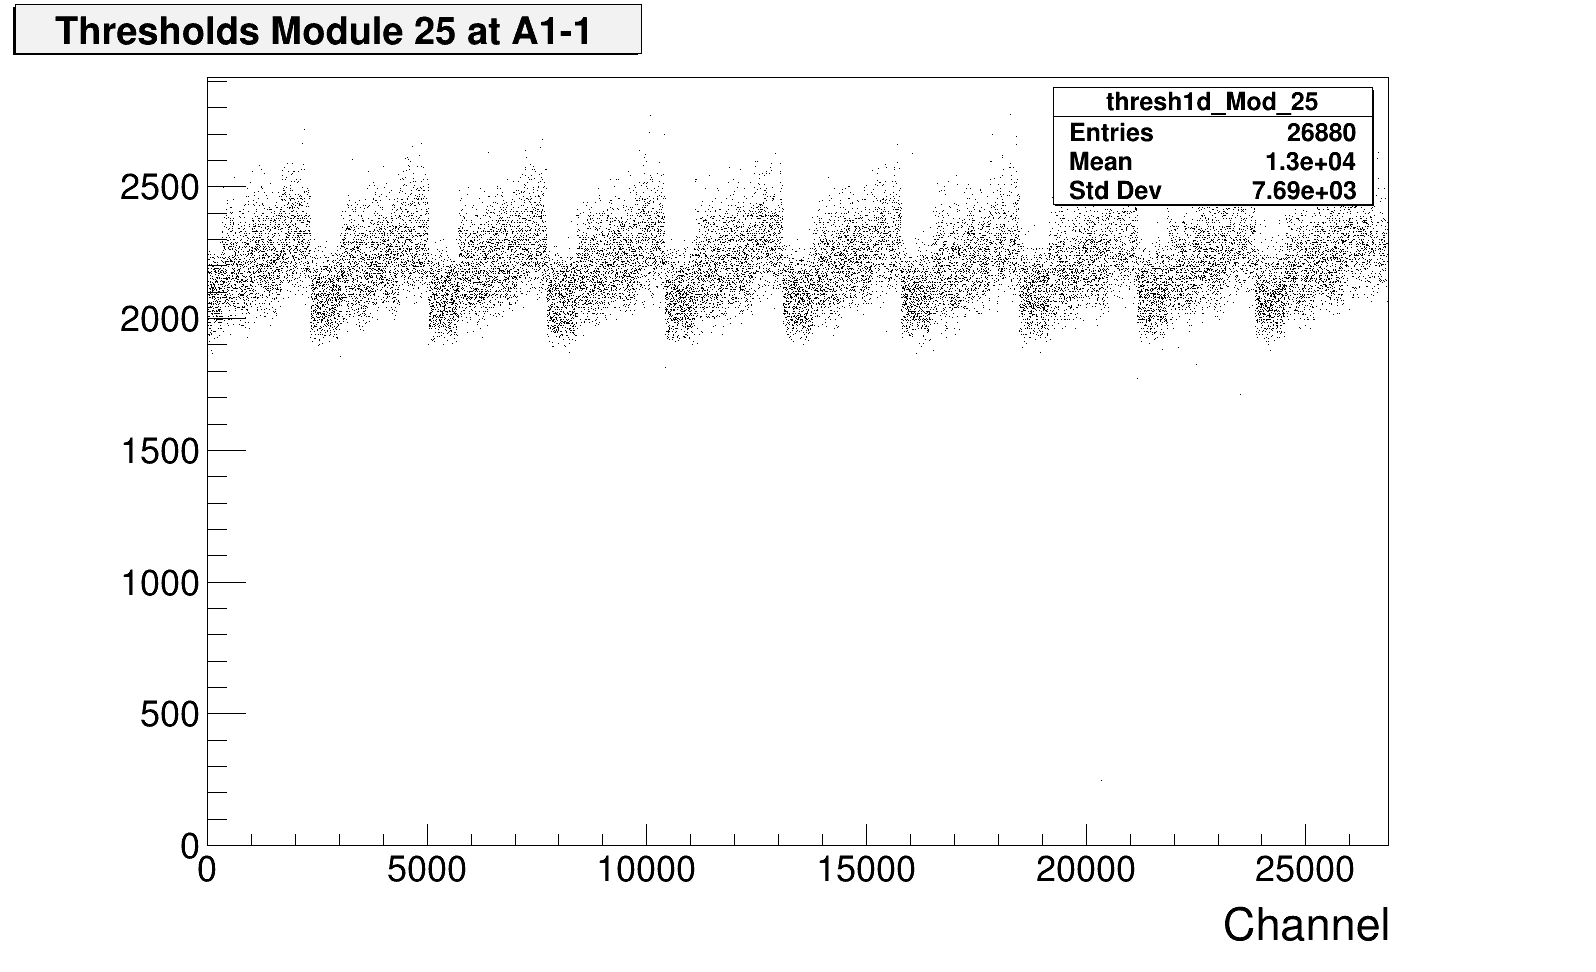 Thresholds Module 25 at A1-1
thresh1d_Mod_25
Entries 26880
Mean 1.3e+04
Std Dev 7.69e+03
2500
2000
1500
1000
500
0
0 5000 10000 15000 20000 25000
Channel